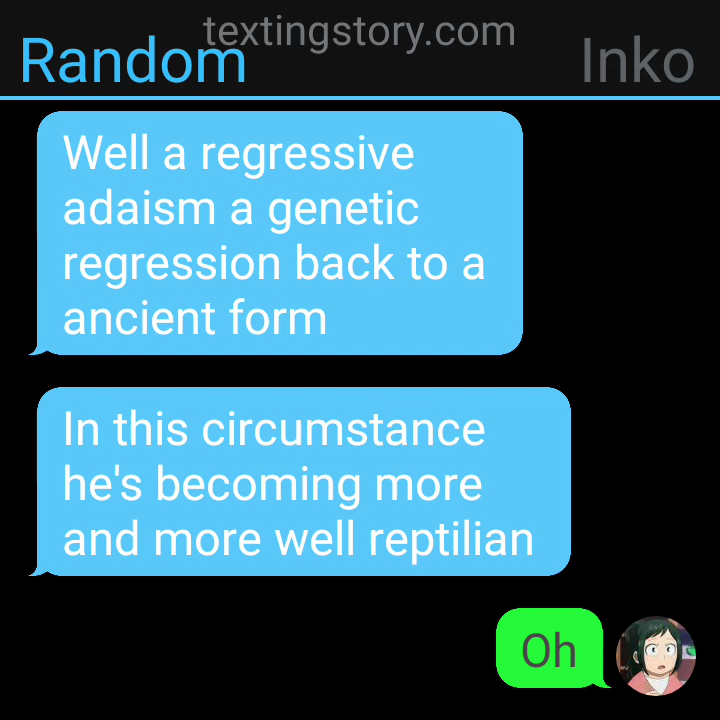 textingstory.com
Random
Inko
Well a regressive
adaism a genetic
regression back to a
ancient form
In this circumstance
he's becoming more
and more well reptilian
Oh